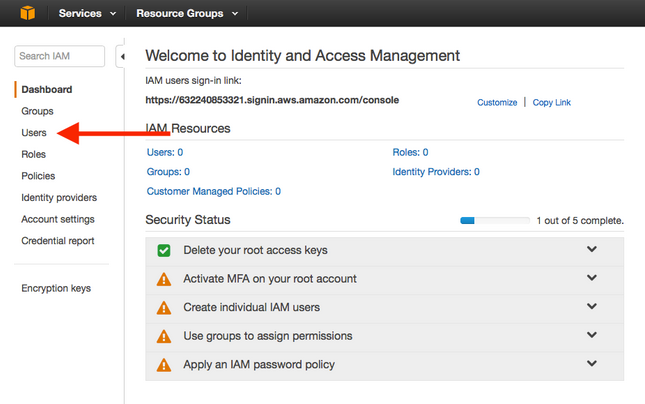 Services Resource Groups
Search IAM
Dashboard
Groups
Users
Roles
Policies
Identity providers
Account settings
Credential report
Encryption keys
Welcome to Identity and Access Management
IAM users sign-in link:
https://632240853321.signin.aws.amazon.com/console Customize | Copy Link
IAM Resources
Users: 0 Roles: 0
Groups: 0 Identity Providers: 0
Customer Managed Policies: 0
Security Status 1 out of 5 complete.
Delete your root access keys
Activate MFA on your root account
Create individual IAM users
Use groups to assign permissions
Apply an IAM password policy